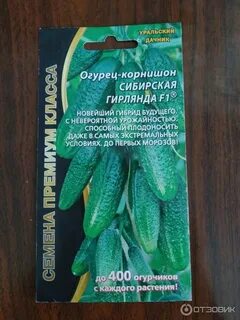 УРАЛЬСКИЙ
ДАЧНИК
Огурец-корнишон
СИБИРСКАЯ
ГИРЛЯНДА F1®
НОВЕЙШИЙ ГИБРИД БУДУЩЕГО,
С НЕВЕРОЯТНОЙ УРОЖАЙНОСТЬЮ,
СПОСОБНЫЙ ПЛОДОНОСИТЬ
ДАЖЕ В САМЫХ ЭКСТРЕМАЛЬНЫХ
УСЛОВИЯХ, ДО ПЕРВЫХ МОРОЗОВ!
СЕМЕНА ПРЕМИУМ КЛАССА
до 400 огурчиков
с каждого растения!
ОТЗОВИК